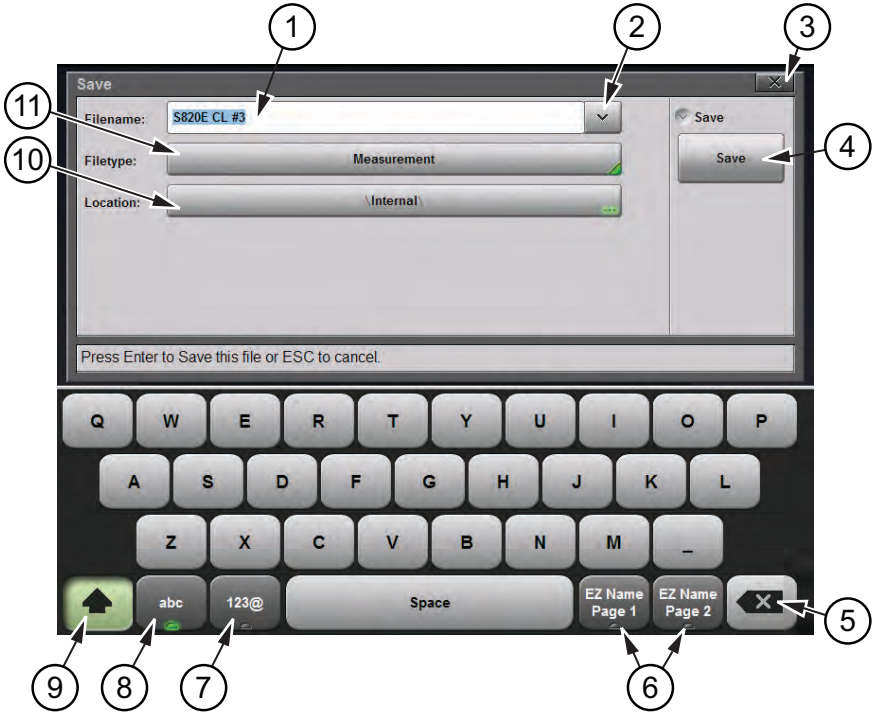 1
2
3
Save
11
Filename:
S820E CL #3
Save
Filetype:
Measurement
Save
4
10
Location:
\Internal\
...
Press Enter to Save this file or ESC to cancel.
Q W E R T Y U I O P
A S D F G H J K L
Z X C V B N M _
abc
123@
Space
EZ Name
Page 1
EZ Name
Page 2
5
9
8
7
6